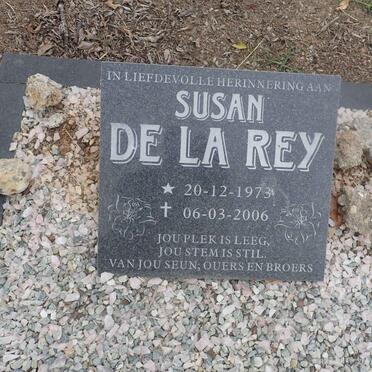 IN LIEFDEVOLLE HERINNERING AAN
SUSAN
DE LA REY
★ 20-12-1973
✝ 06-03-2006
JOU PLEK IS LEEG,
JOU STEM IS STIL.
VAN JOU SEUN, OUERS EN BROERS